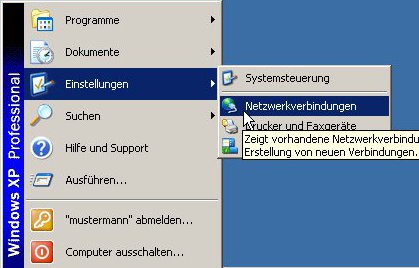 Windows XP Professional
Programme
Dokumente
Einstellungen
Suchen
Hilfe und Support
Ausführen...
"mustermann" abmelden...
Computer ausschalten...
Systemsteuerung
Netzwerkverbindungen
Drucker und Faxgeräte
Zeigt vorhandene Netzwerkverbindu
Erstellung von neuen Verbindungen.